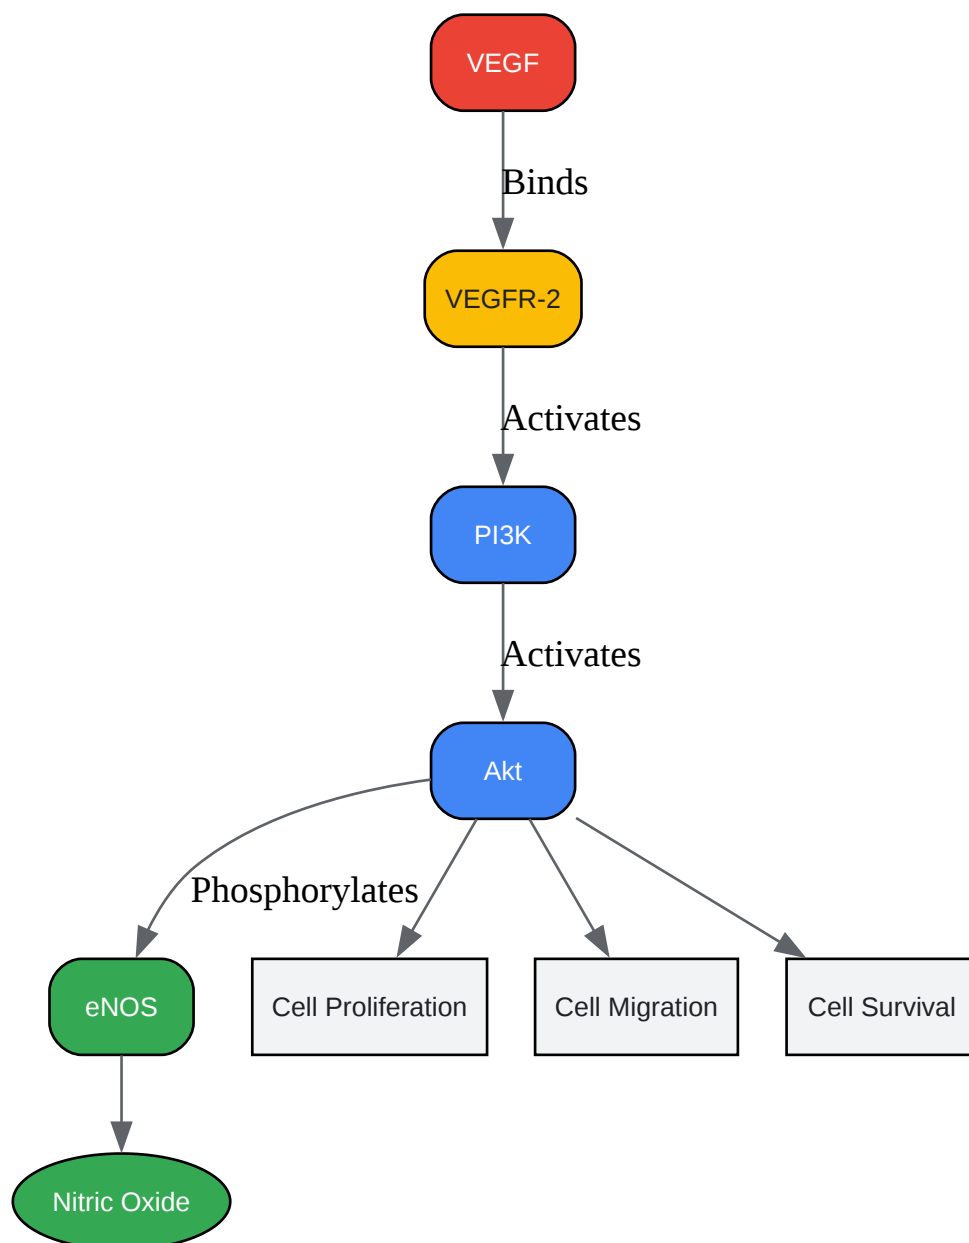 VEGF
Binds
VEGFR-2
Activates
PI3K
Activates
Akt
Phosphorylates
eNOS
Cell Proliferation
Cell Migration
Cell Survival
Nitric Oxide